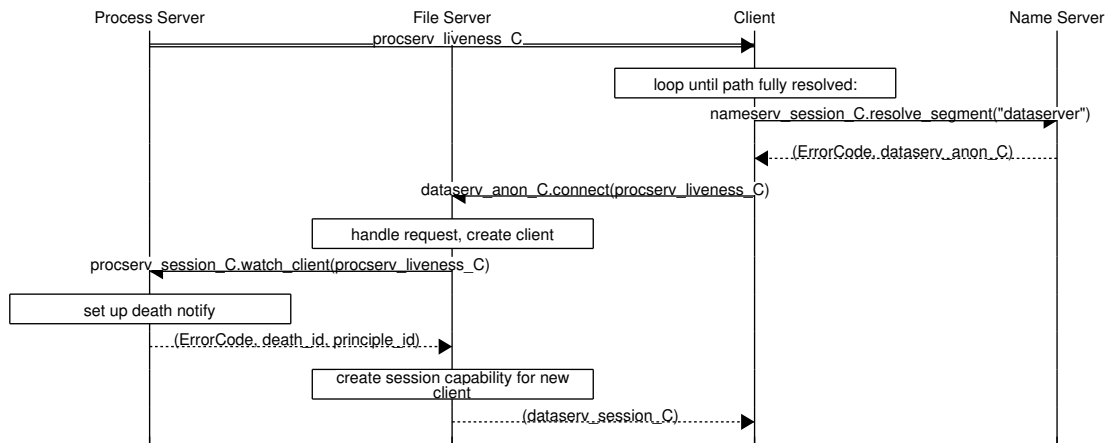 Process Server
File Server
Client
Name Server
procserv_liveness_C
loop until path fully resolved:
nameserv_session_C.resolve_segment("dataserver")
(ErrorCode, dataserv_anon_C)
dataserv_anon_C.connect(procserv_liveness_C)
handle request, create client
procserv_session_C.watch_client(procserv_liveness_C)
set up death notify
(ErrorCode, death_id, principle_id)
create session capability for new
client
(dataserv_session_C)